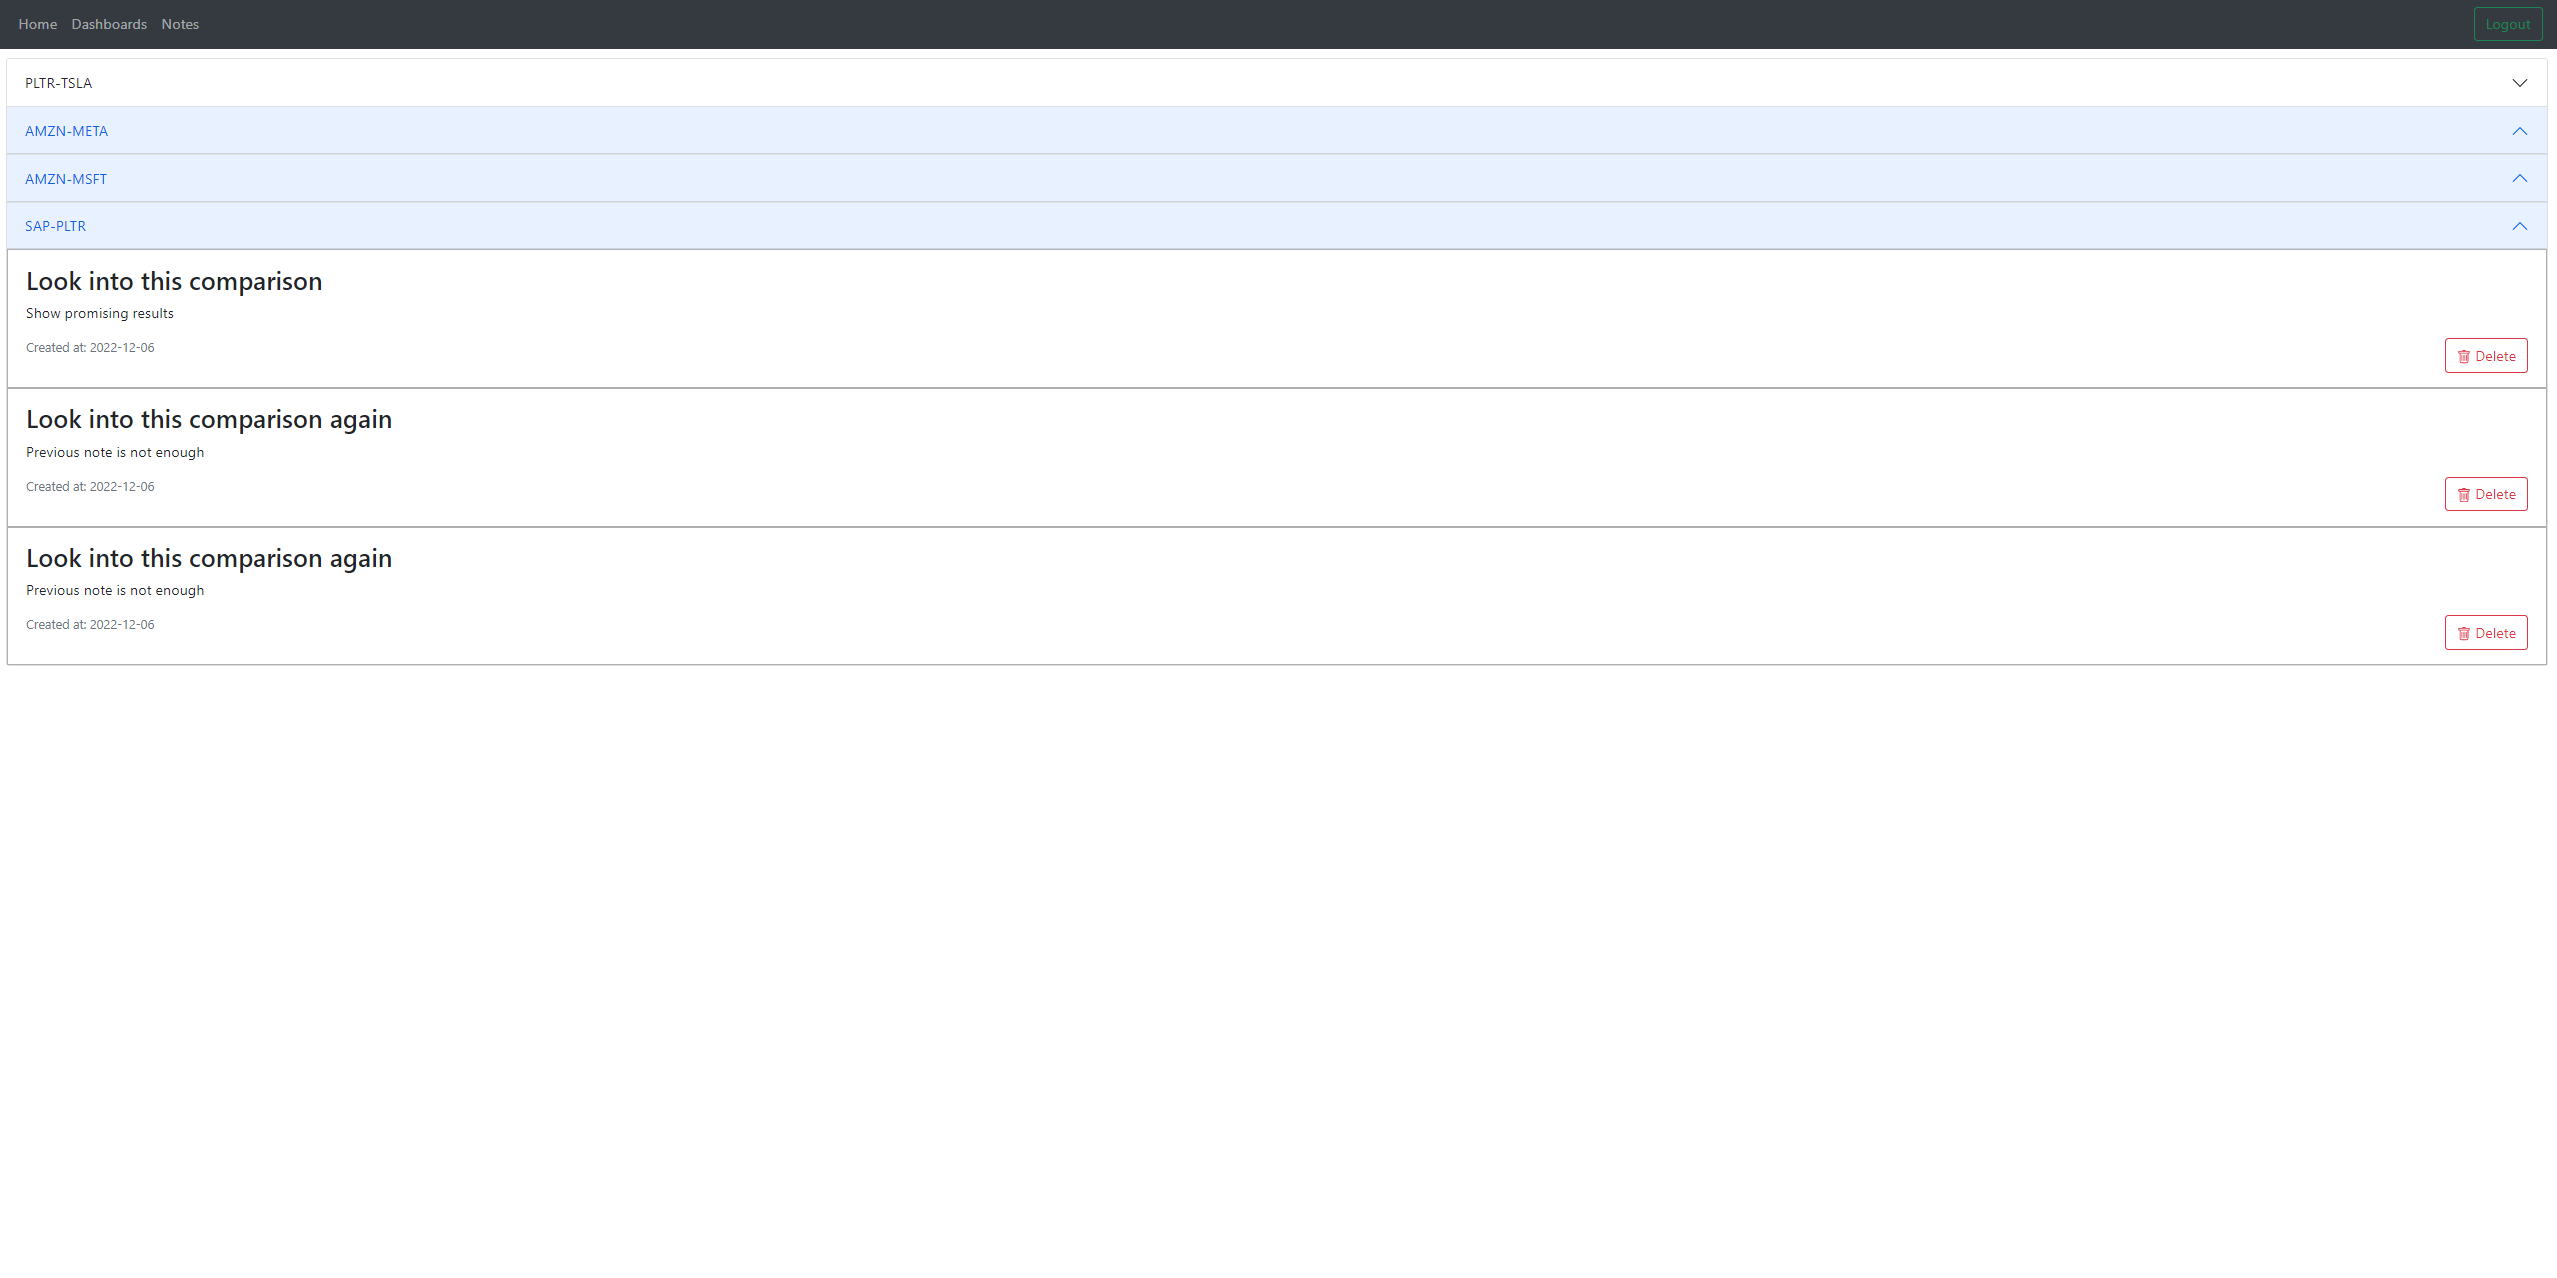 Home Dashboards Notes Logout
PLTR-TSLA
AMZN-META
AMZN-MSFT
SAP-PLTR
Look into this comparison
Show promising results
Created at: 2022-12-06
Delete
Look into this comparison again
Previous note is not enough
Created at: 2022-12-06
Delete
Look into this comparison again
Previous note is not enough
Created at: 2022-12-06
Delete